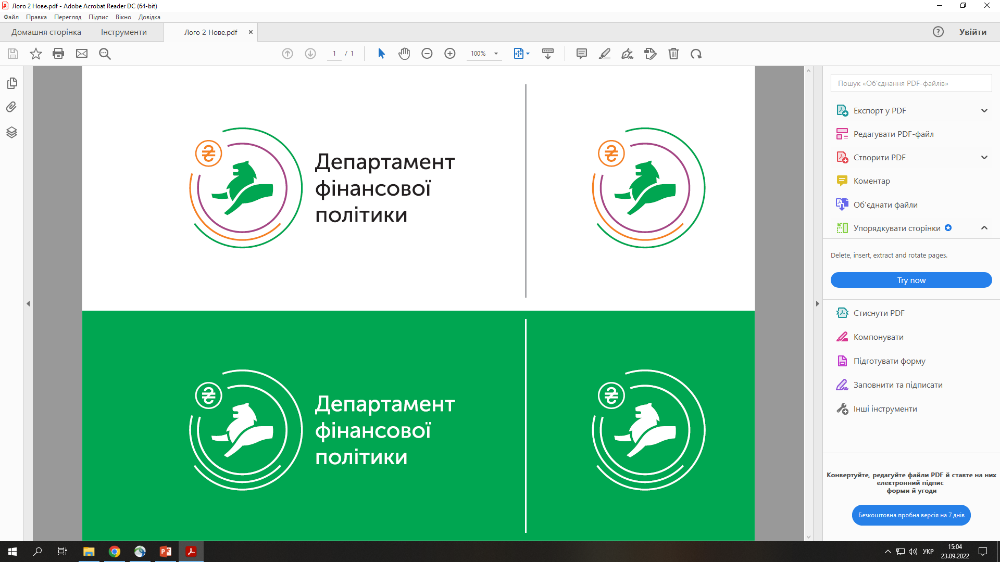 Лого 2 Нове.pdf - Adobe Acrobat Reader DC (64-bit)
Файл Правка Перегляд Підпис Вікно Довідка
Домашня сторінка Інструменти Лого 2 Нове.pdf Увійти
1 / 1 100%
Департамент
фінансової
політики
Департамент
фінансової
політики
Пошук «Об'єднання PDF-файлів»
Експорт у PDF
Редагувати PDF-файл
Створити PDF
Коментар
Об'єднати файли
Упорядкувати сторінки
Delete, insert, extract and rotate pages.
Try now
Стиснути PDF
Компонувати
Підготувати форму
Заповнити та підписати
Інші інструменти
Конвертуйте, редагуйте файли PDF й ставте на них
електронний підпис
форми й угоди
Безкоштовна пробна версія на 7 днів
УКР
15:04
23.09.2022